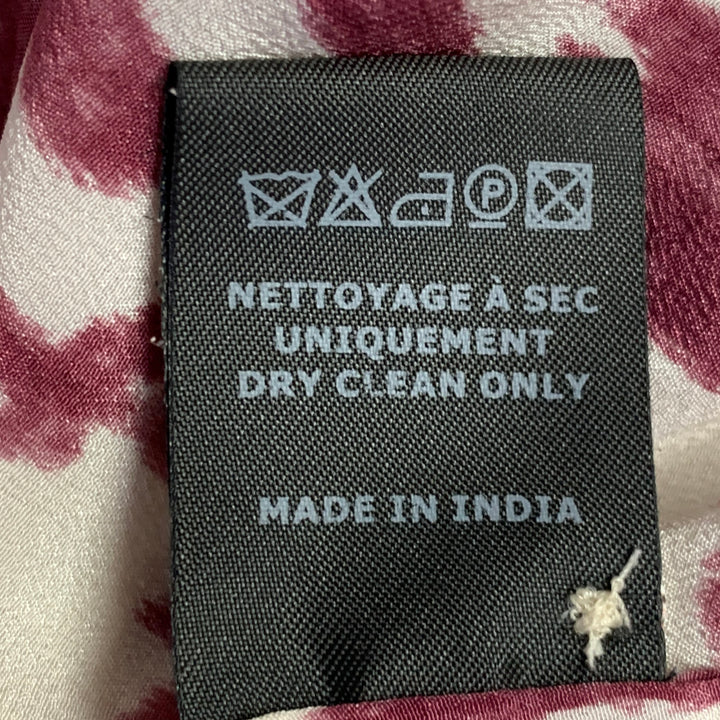 P
NETTOYAGE À SEC
UNIQUEMENT
DRY CLEAN ONLY
MADE IN INDIA